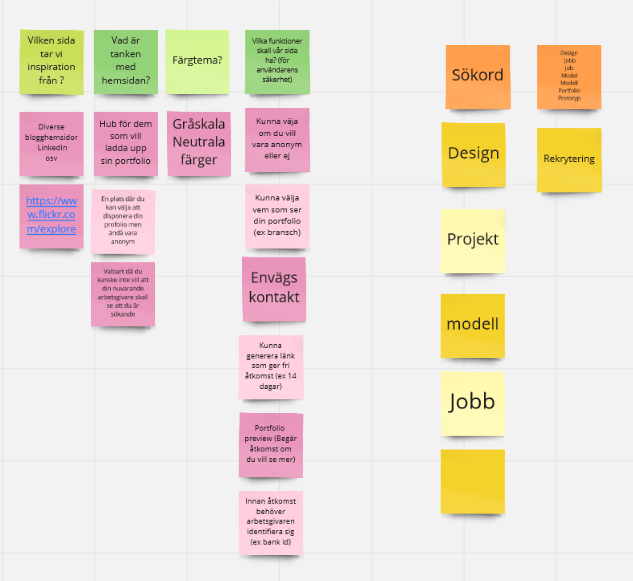 Vilken sida
tar vi
inspiration
från ?
Diverse
blogghemsidor
LinkedIn
osv
https://ww
w.flickr.co
m/explore
Vad är
tanken
med
hemsidan?
Hub för dem
som vill
ladda upp
sin portfolio
En plats där du
kan välja att
disponera din
profolio men
ändå vara
anonym
Valbart då du
kanske inte vill att
din nuvarande
arbetsgivare skall
se att du är
sökande
Färgtema?
Gråskala
Neutrala
färger
Vilka funktioner
skall vår sida
ha? (för
användarens
säkerhet)
Kunna väja
om du vill
vara anonym
eller ej
Kunna välja
vem som ser
din portfolio
(ex bransch)
Envägs
kontakt
Kunna
generera länk
som ger fri
åtkomst (ex 14
dagar)
Portfolio
preview (Begär
åtkomst om
du vill se mer)
Innan åtkomst
behöver
arbetsgivaren
identifiera sig
(ex bank id)
Sökord
Design
Projekt
modell
Jobb
Design
Jobb
Job
Model
Modell
Portfolio
Prototyp
Rekrytering